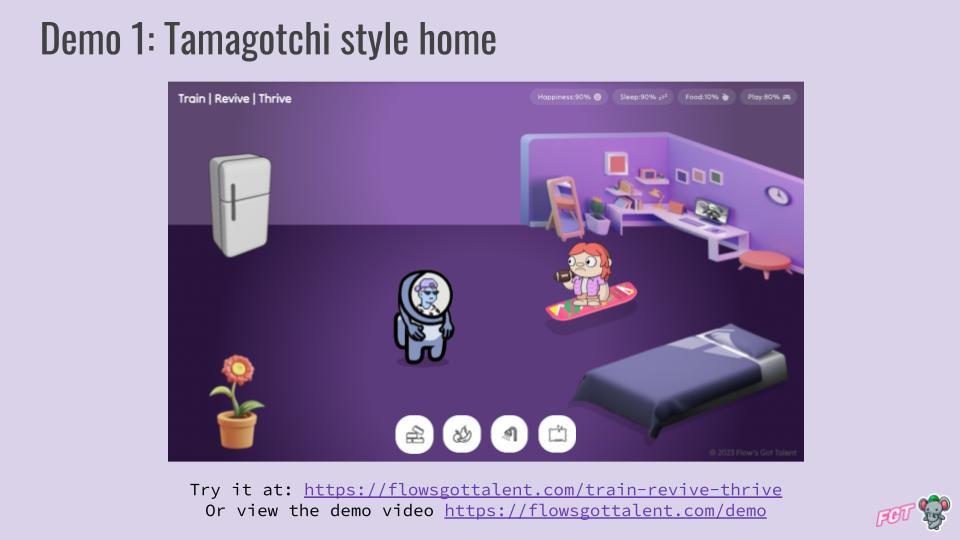 Demo 1: Tamagotchi style home
Train | Revive | Thrive
Happiness:90%
Sleep:90%
Food:10%
Play:80%
© 2023 Flow's Got Talent
Try it at: https://flowsgottalent.com/train-revive-thrive
Or view the demo video https://flowsgottalent.com/demo
FGT